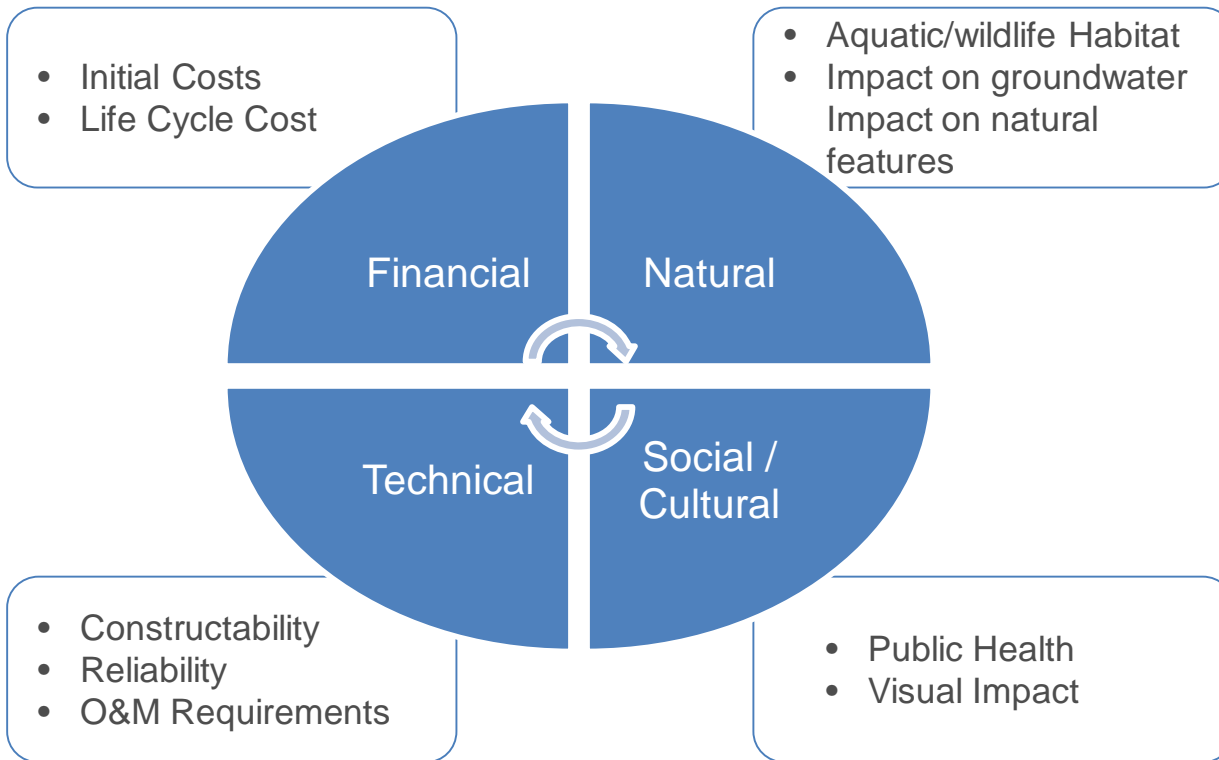 • Initial Costs
• Life Cycle Cost
• Aquatic/wildlife Habitat
• Impact on groundwater
Impact on natural
features
Financial
Natural
Technical
Social /
Cultural
• Constructability
• Reliability
• O&M Requirements
• Public Health
• Visual Impact